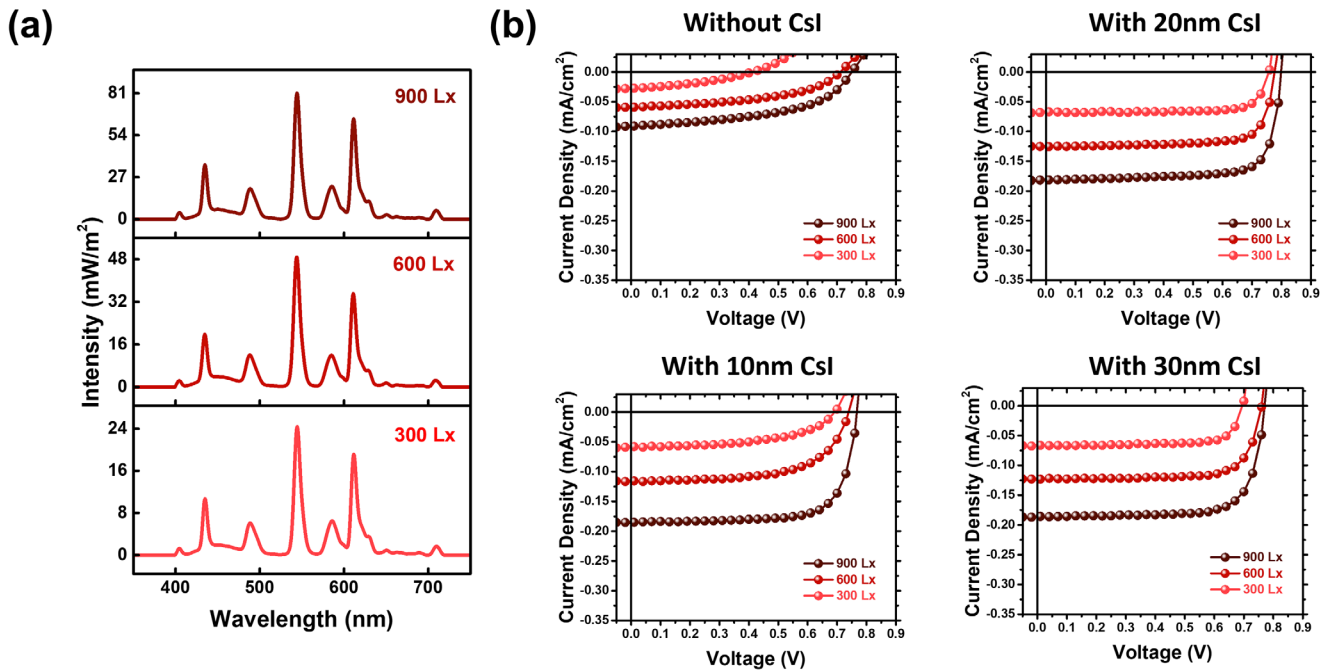 (a)
900 Lx
81
54
27
0
600 Lx
48
32
16
0
300 Lx
24
16
8
0
400 500 600 700
Wavelength (nm)
Intensity (mW/m²)
(b)
Without CsI
0.00
-0.05
-0.10
-0.15
-0.20
-0.25
-0.30
-0.35
900 Lx
600 Lx
300 Lx
0.0 0.1 0.2 0.3 0.4 0.5 0.6 0.7 0.8 0.9
Voltage (V)
Current Density (mA/cm²)
With 20nm CsI
0.00
-0.05
-0.10
-0.15
-0.20
-0.25
-0.30
-0.35
900 Lx
600 Lx
300 Lx
0.0 0.1 0.2 0.3 0.4 0.5 0.6 0.7 0.8 0.9
Voltage (V)
Current Density (mA/cm²)
With 10nm CsI
0.00
-0.05
-0.10
-0.15
-0.20
-0.25
-0.30
-0.35
900 Lx
600 Lx
300 Lx
0.0 0.1 0.2 0.3 0.4 0.5 0.6 0.7 0.8 0.9
Voltage (V)
Current Density (mA/cm²)
With 30nm CsI
0.00
-0.05
-0.10
-0.15
-0.20
-0.25
-0.30
-0.35
900 Lx
600 Lx
300 Lx
0.0 0.1 0.2 0.3 0.4 0.5 0.6 0.7 0.8 0.9
Voltage (V)
Current Density (mA/cm²)